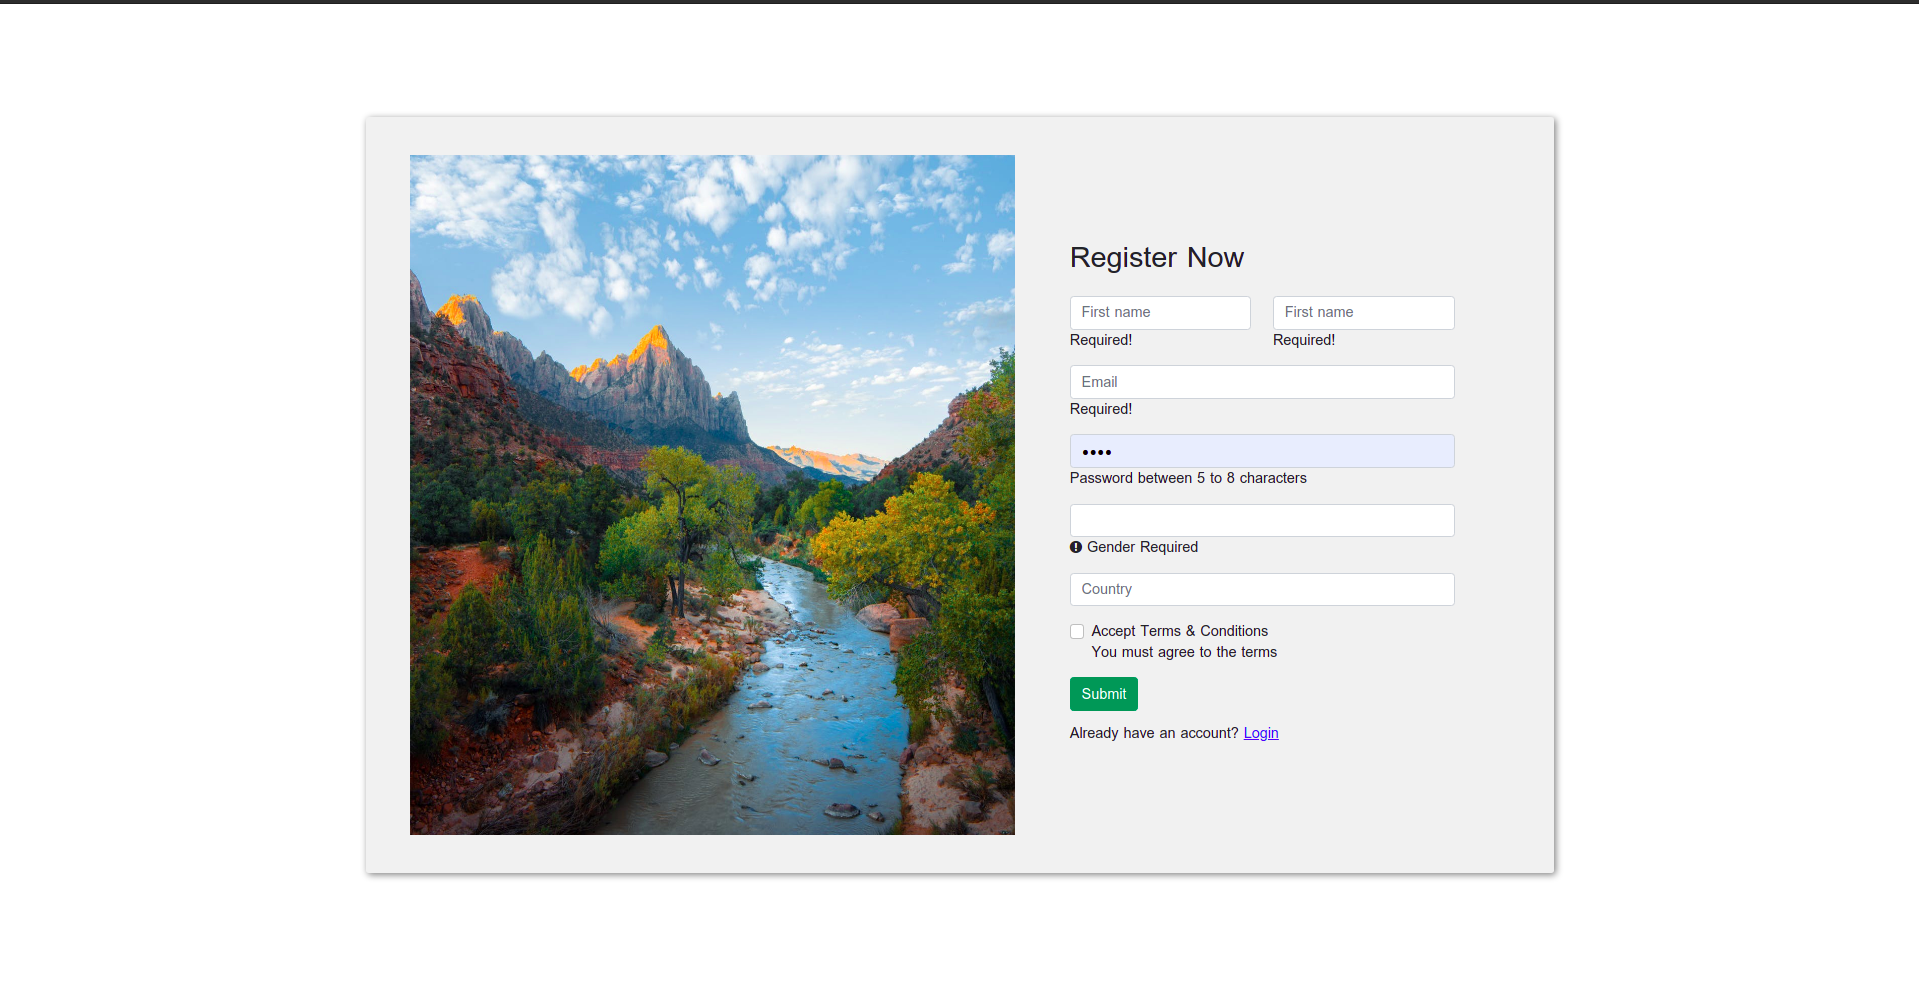 Register Now
First name First name
Required! Required!
Email
Required!
••••
Password between 5 to 8 characters
Gender Required
Country
Accept Terms & Conditions
You must agree to the terms
Submit
Already have an account? Login